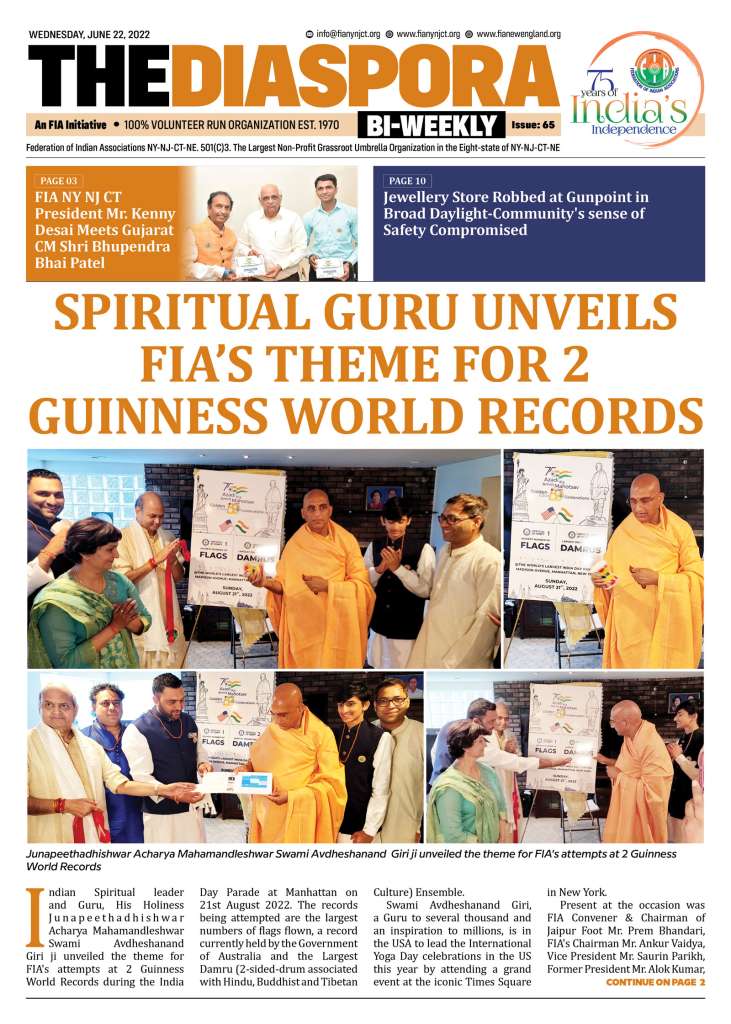 WEDNESDAY, JUNE 22, 2022
info@fianynjct.org www.fianynjct.org www.fianewengland.org
THEDIASPORA
An FIA Initiative • 100% VOLUNTEER RUN ORGANIZATION EST. 1970
BI-WEEKLY
Issue: 65
75
years of
India's
Independence
Federation of Indian Associations NY-NJ-CT-NE. 501(C)3. The Largest Non-Profit Grassroot Umbrella Organization in the Eight-state of NY-NJ-CT-NE
PAGE 03
FIA NY NJ CT
President Mr. Kenny
Desai Meets Gujarat
CM Shri Bhupendra
Bhai Patel
PAGE 10
Jewellery Store Robbed at Gunpoint in
Broad Daylight-Community's sense of
Safety Compromised
SPIRITUAL GURU UNVEILS
FIA'S THEME FOR 2
GUINNESS WORLD RECORDS
FLAGS
SUNDAY,
AUGUST 21st, 2022
FLAGS DAMRUS
SUNDAY,
AUGUST 21st, 2022
FLAGS
FLAGS
Junapeethadhishwar Acharya Mahamandleshwar Swami Avdheshanand Giri ji unveiled the theme for FIA's attempts at 2 Guinness
World Records
Indian Spiritual leader
and Guru, His Holiness
Junapeethadhishwar
Acharya Mahamandleshwar
Swami Avdheshanand
Giri ji unveiled the theme for
FIA's attempts at 2 Guinness
World Records during the India
Day Parade at Manhattan on
21st August 2022. The records
being attempted are the largest
numbers of flags flown, a record
currently held by the Government
of Australia and the Largest
Damru (2-sided-drum associated
with Hindu, Buddhist and Tibetan
Culture) Ensemble.
Swami Avdheshanand Giri,
a Guru to several thousand and
an inspiration to millions, is in
the USA to lead the International
Yoga Day celebrations in the US
this year by attending a grand
event at the iconic Times Square
in New York.
Present at the occasion was
FIA Convener & Chairman of
Jaipur Foot Mr. Prem Bhandari,
FIA's Chairman Mr. Ankur Vaidya,
Vice President Mr. Saurin Parikh,
Former President Mr. Alok Kumar,
CONTINUE ON PAGE 2